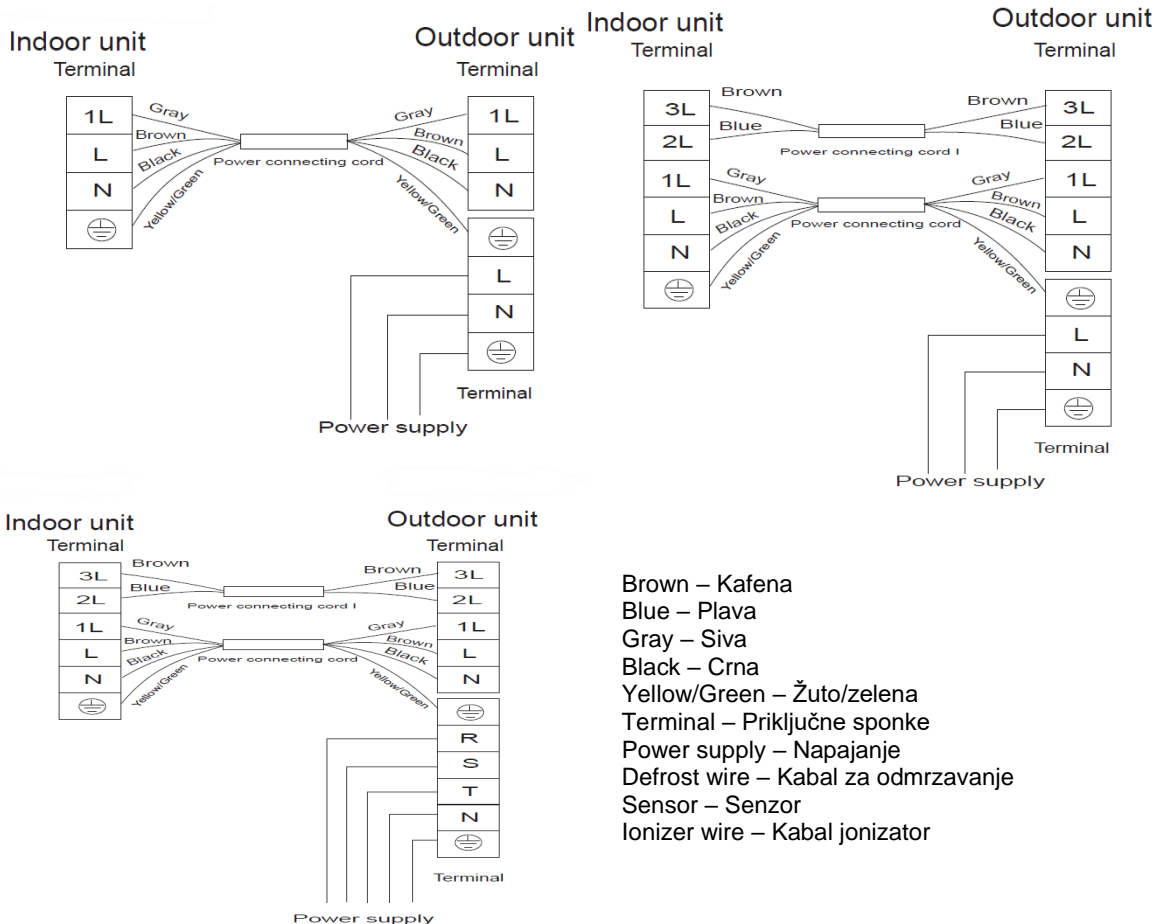 Indoor unit
Terminal
Outdoor unit
Terminal
1L
L
N
Gray
Brown
Black
Yellow/Green
Power connecting cord
Gray
Brown
Black
Yellow/Green
1L
L
N
L
N
Terminal
Power supply
Indoor unit
Terminal
Outdoor unit
Terminal
3L
2L
1L
L
N
Brown
Blue
Power connecting cord I
Brown
Blue
Gray
Brown
Black
Yellow/Green
Power connecting cord
Gray
Brown
Black
Yellow/Green
3L
2L
1L
L
N
L
N
Terminal
Power supply
Indoor unit
Terminal
Outdoor unit
Terminal
3L
2L
1L
L
N
Brown
Blue
Power connecting cord I
Brown
Blue
Gray
Brown
Black
Yellow/Green
Power connecting cord
Gray
Brown
Black
Yellow/Green
3L
2L
1L
L
N
R
S
T
N
Terminal
Power supply
Brown – Kafena
Blue – Plava
Gray – Siva
Black – Crna
Yellow/Green – Žuto/zelena
Terminal – Priključne sponke
Power supply – Napajanje
Defrost wire – Kabal za odmrzavanje
Sensor – Senzor
Ionizer wire – Kabal jonizator